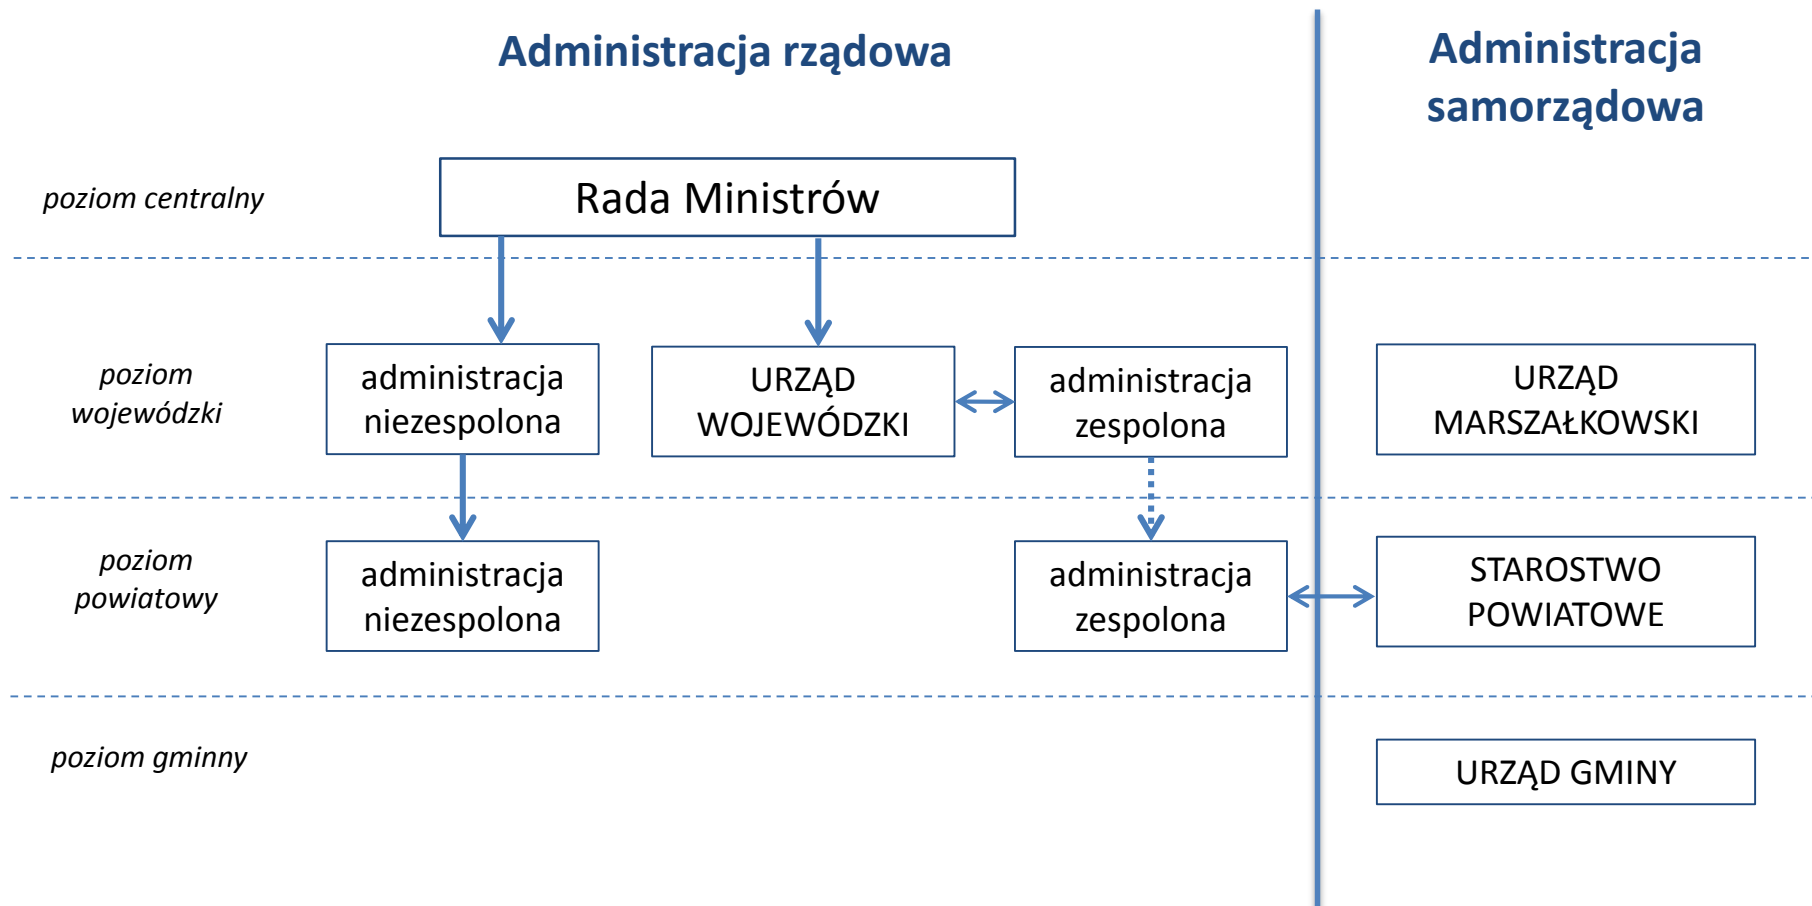 Administracja rządowa
Administracja
samorządowa
poziom centralny
Rada Ministrów
poziom
wojewódzki
administracja
niezespolona
URZĄD
WOJEWÓDZKI
administracja
zespolona
URZĄD
MARSZAŁKOWSKI
poziom
powiatowy
administracja
niezespolona
administracja
zespolona
STAROSTWO
POWIATOWE
poziom gminny
URZĄD GMINY